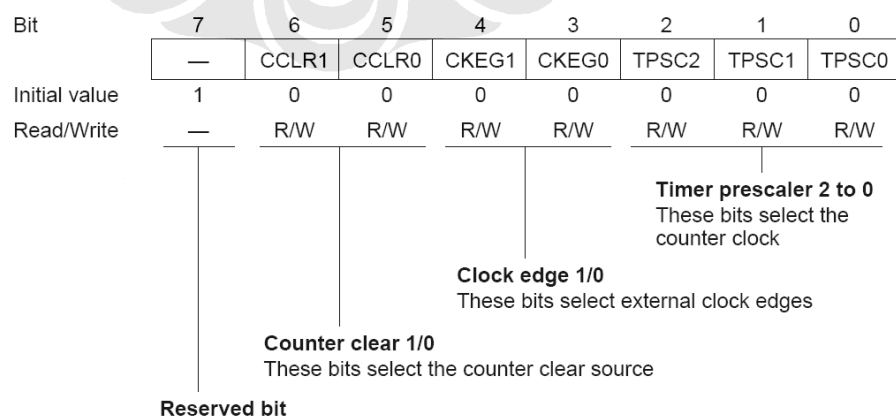 Bit 7 6 5 4 3 2 1 0
— CCLR1 CCLR0 CKEG1 CKEG0 TPSC2 TPSC1 TPSC0
Initial value 1 0 0 0 0 0 0 0
Read/Write — R/W R/W R/W R/W R/W R/W R/W
Timer prescaler 2 to 0
These bits select the
counter clock
Clock edge 1/0
These bits select external clock edges
Counter clear 1/0
These bits select the counter clear source
Reserved bit